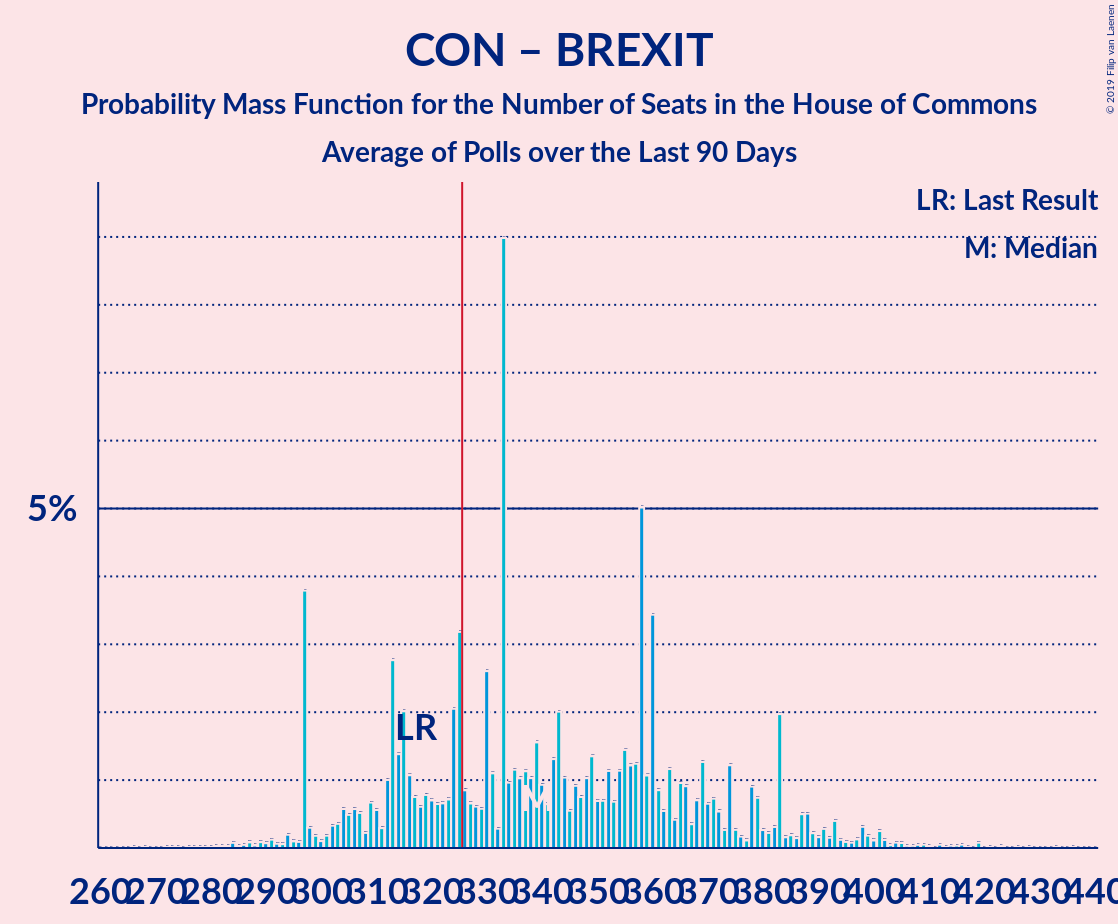 CON – BREXIT
Probability Mass Function for the Number of Seats in the House of Commons
Average of Polls over the Last 90 Days
© 2019 Filip van Laenen
LR: Last Result
M: Median
5%
LR
M
260 270 280 290 300 310 320 330 340 350 360 370 380 390 400 410 420 430 440